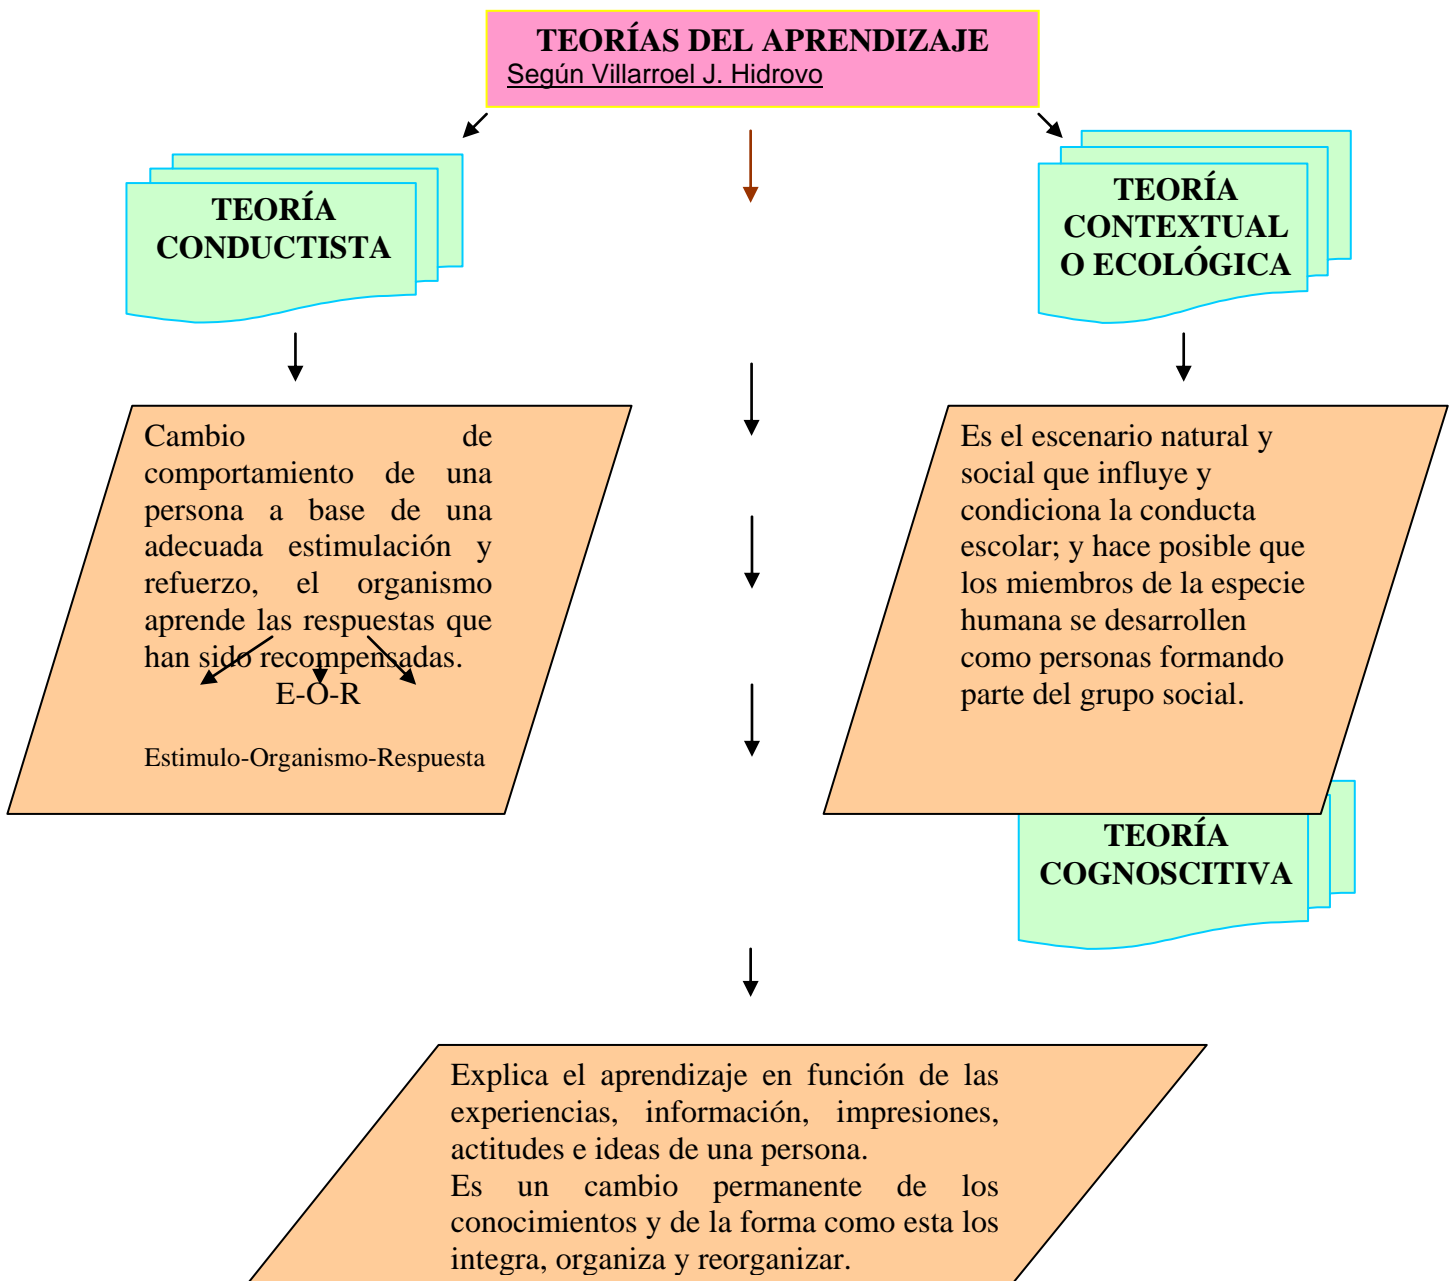 TEORÍAS DEL APRENDIZAJE
Según Villarroel J. Hidrovo
TEORÍA
CONDUCTISTA
TEORÍA
CONTEXTUAL
O ECOLÓGICA
Cambio de
comportamiento de una
persona a base de una
adecuada estimulación y
refuerzo, el organismo
aprende las respuestas que
han sido recompensadas.
E-O-R
Estimulo-Organismo-Respuesta
Es el escenario natural y
social que influye y
condiciona la conducta
escolar; y hace posible que
los miembros de la especie
humana se desarrollen
como personas formando
parte del grupo social.
TEORÍA
COGNOSCITIVA
Explica el aprendizaje en función de las
experiencias, información, impresiones,
actitudes e ideas de una persona.
Es un cambio permanente de los
conocimientos y de la forma como esta los
integra, organiza y reorganizar.